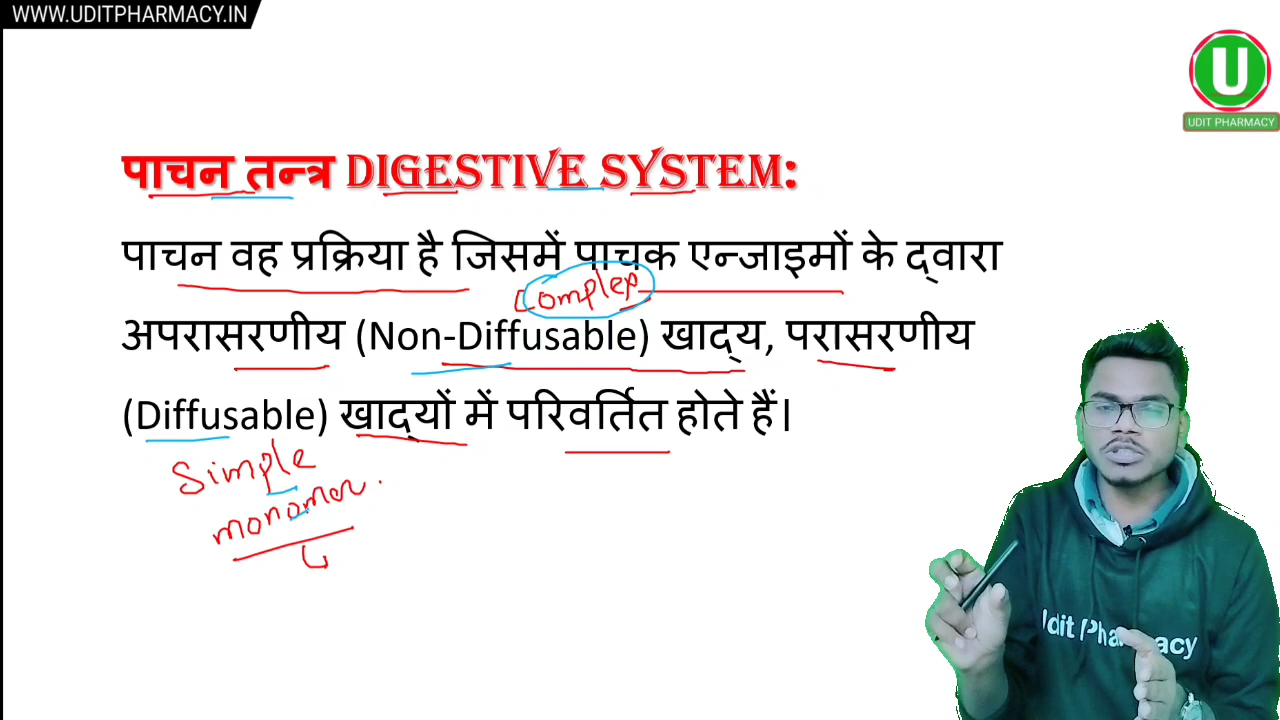 WWW.UDITPHARMACY.IN
U
UDIT PHARMACY
पाचन तन्त्र DIGESTIVE SYSTEM:
पाचन वह प्रक्रिया है जिसमें पाचक एन्जाइमों के द्वारा
Complex
अपरासरणीय (Non-Diffusable) खाद्य, परासरणीय
(Diffusable) खाद्यों में परिवर्तित होते हैं।
Simple
monomer
Udit Pharmacy